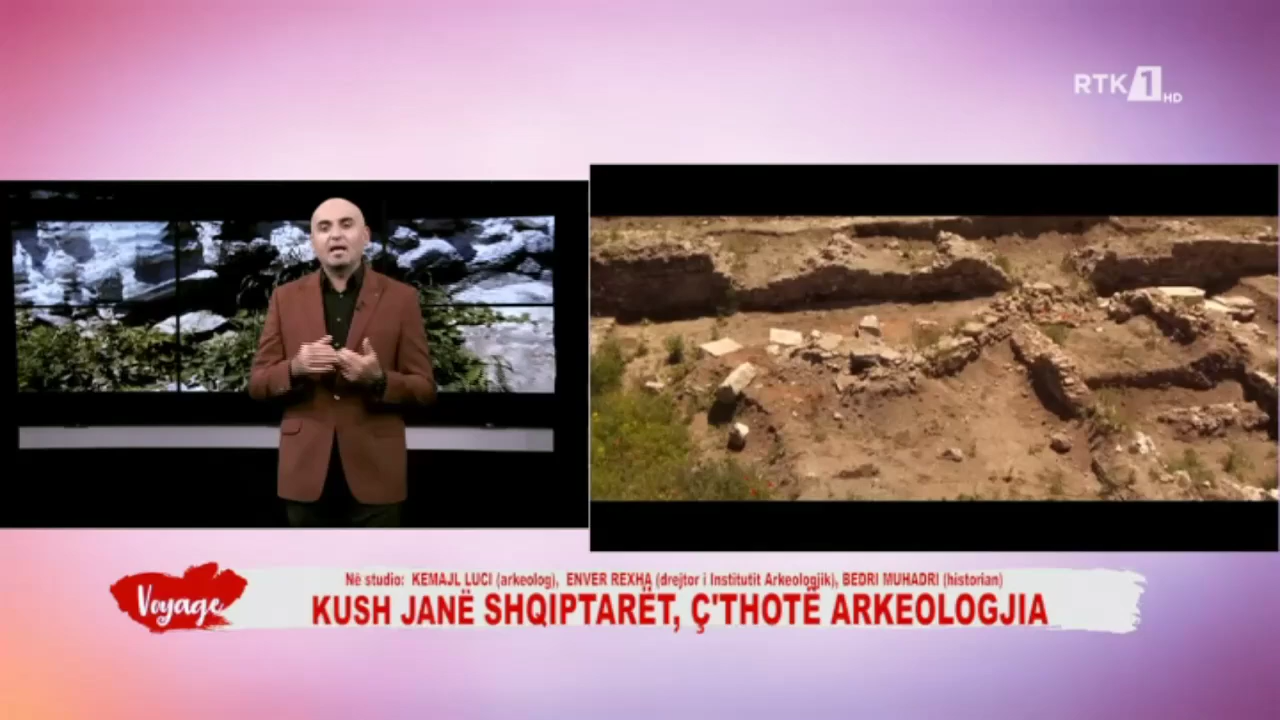 RTK 1 HD
Në studio: KEMAJL LUCI (arkeolog), ENVER REXHA (drejtor i Institutit Arkeologjik), BEDRI MUHADRI (historian)
Voyage
KUSH JANË SHQIPTARËT, Ç'THOTË ARKEOLOGJIA